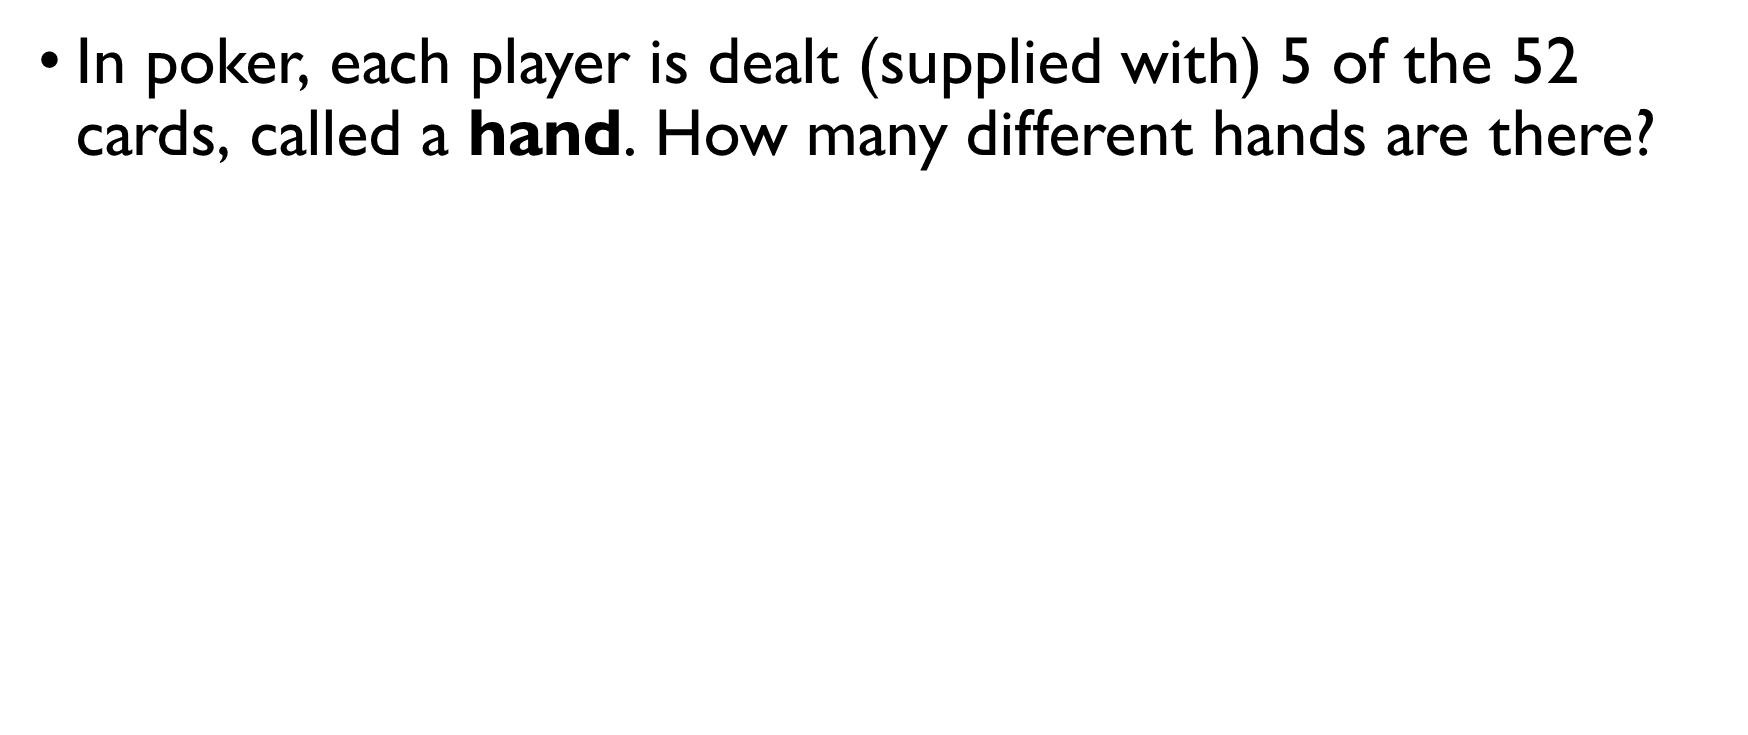 • In poker, each player is dealt (supplied with) 5 of the 52
cards, called a hand. How many different hands are there?